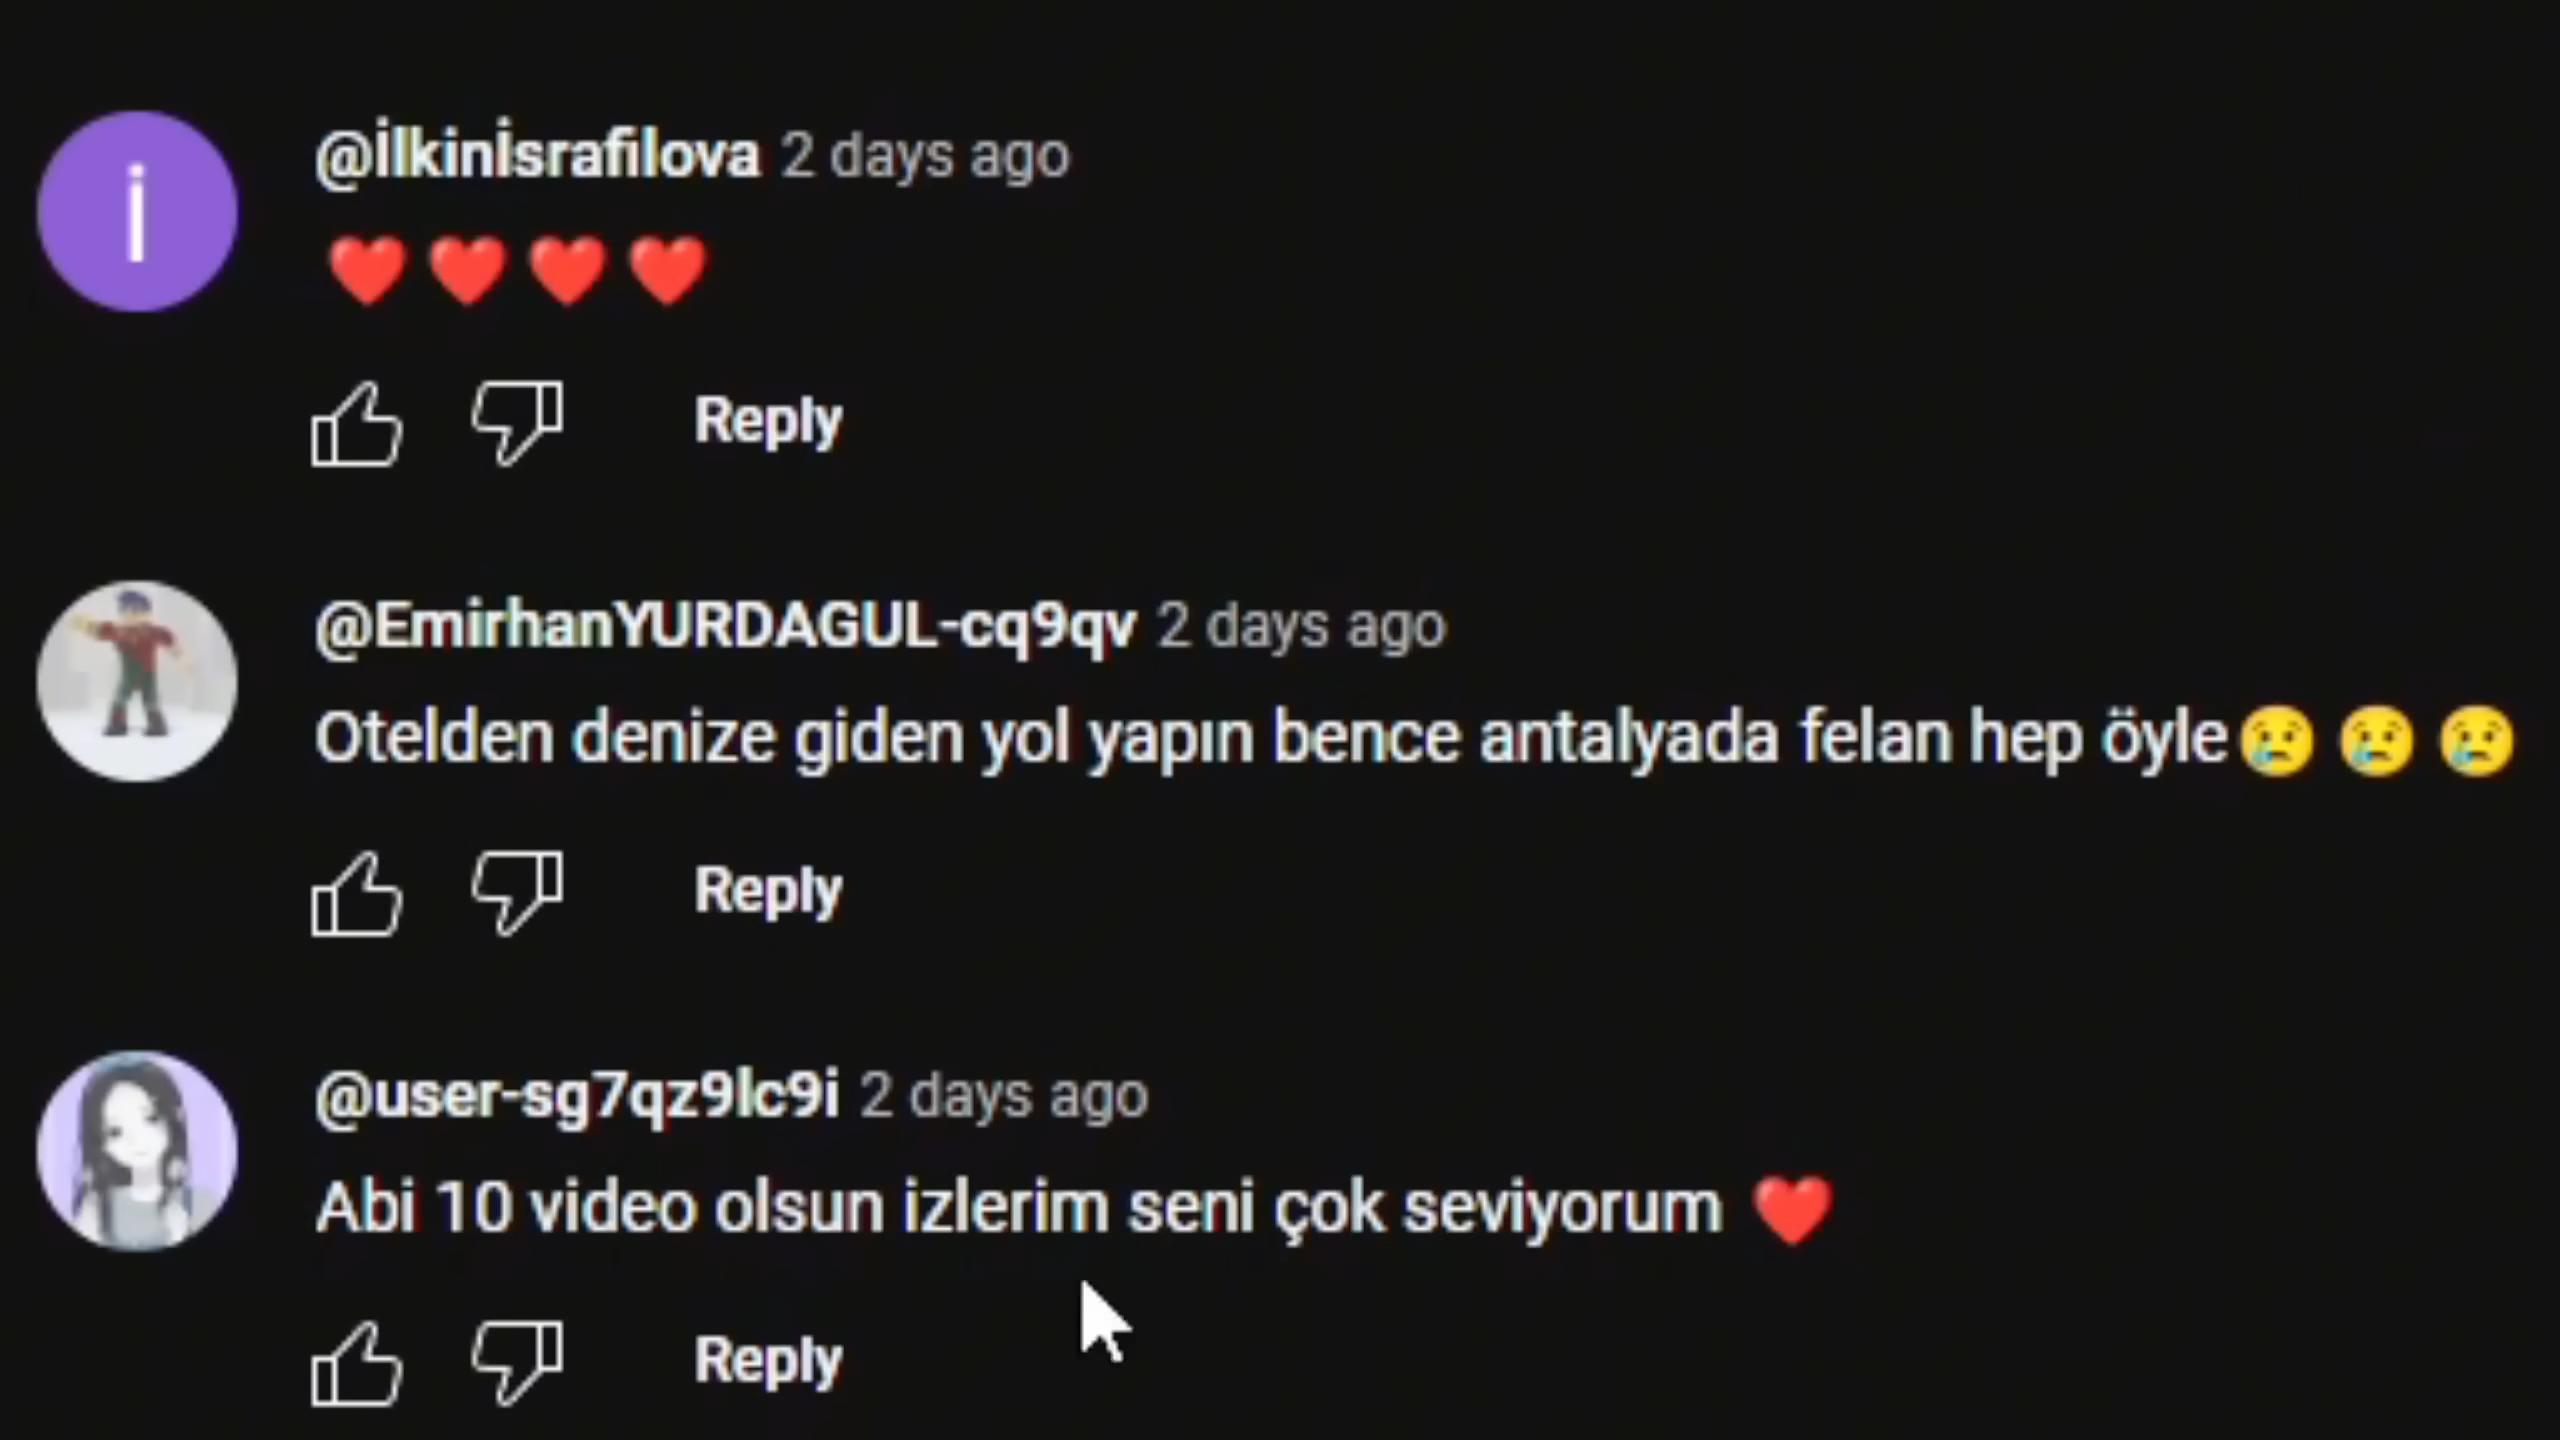 i
@İlkinİsrafilova 2 days ago
❤️❤️❤️❤️
Reply
@EmirhanYURDAGUL-cq9qv 2 days ago
Otelden denize giden yol yapın bence antalyada felan hep öyle😢😢😢
Reply
@user-sg7qz9lc9i 2 days ago
Abi 10 video olsun izlerim seni çok seviyorum ❤️
Reply